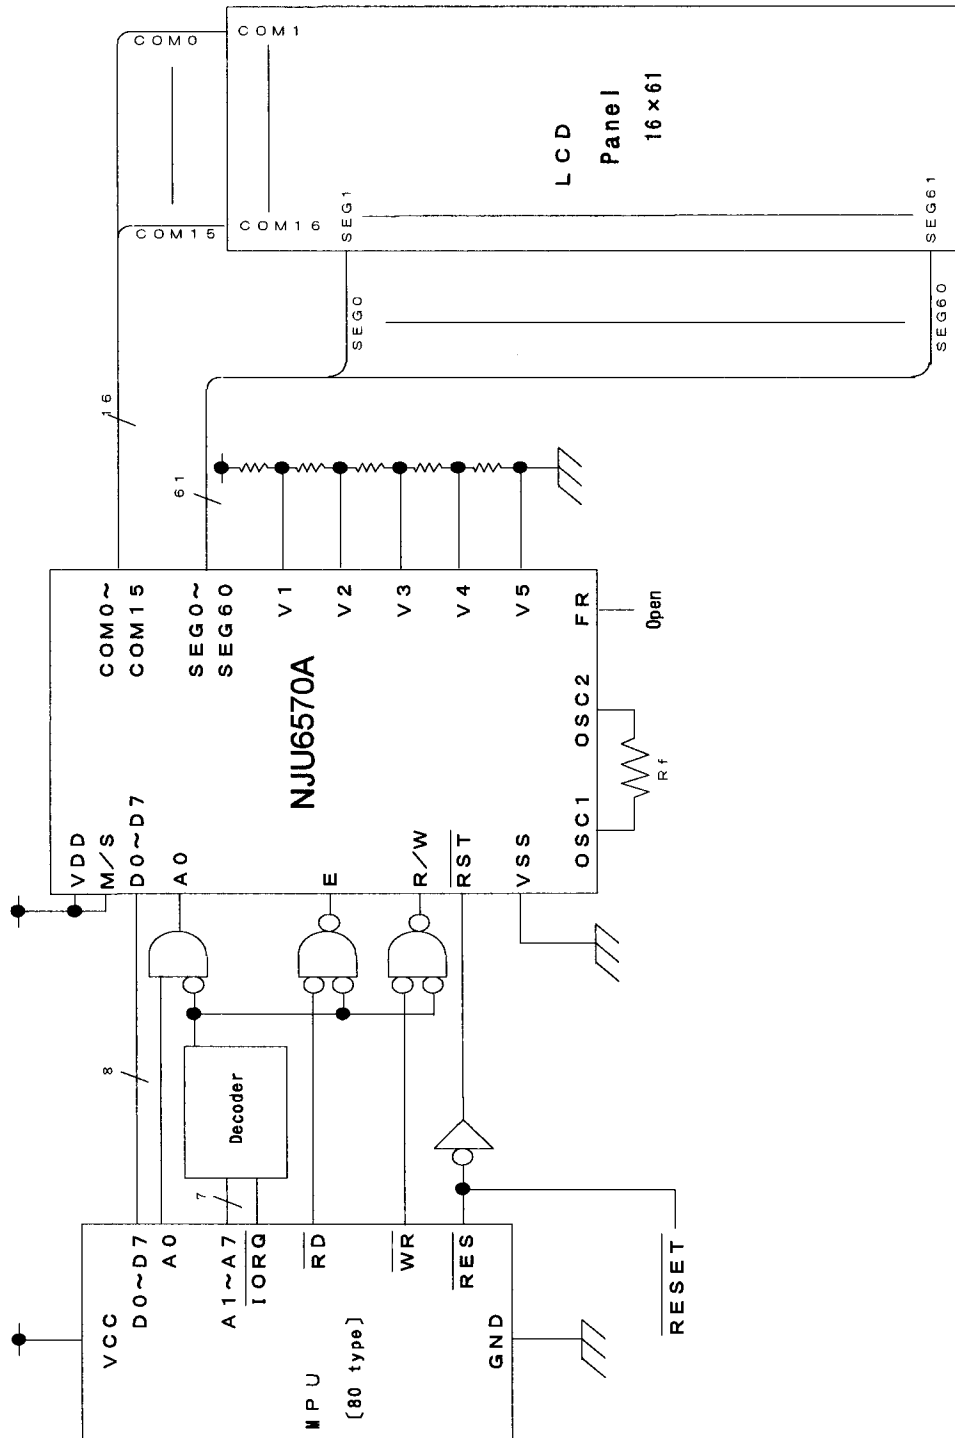 VCC
D0~D7
A0
A1~A7
IORQ
RD
WR
RES
GND
MPU
[80 type]
RESET
8
7
Decoder
VDD
M/S
D0~D7
A0
E
R/W
RST
VSS
NJU6570A
OSC1
OSC2
Rf
FR
Open
COM0~
COM15
SEG0~
SEG60
V1
V2
V3
V4
V5
16
61
COM0
COM15
SEG0
SEG60
COM1
COM16
SEG1
SEG61
LCD
Panel
16×61